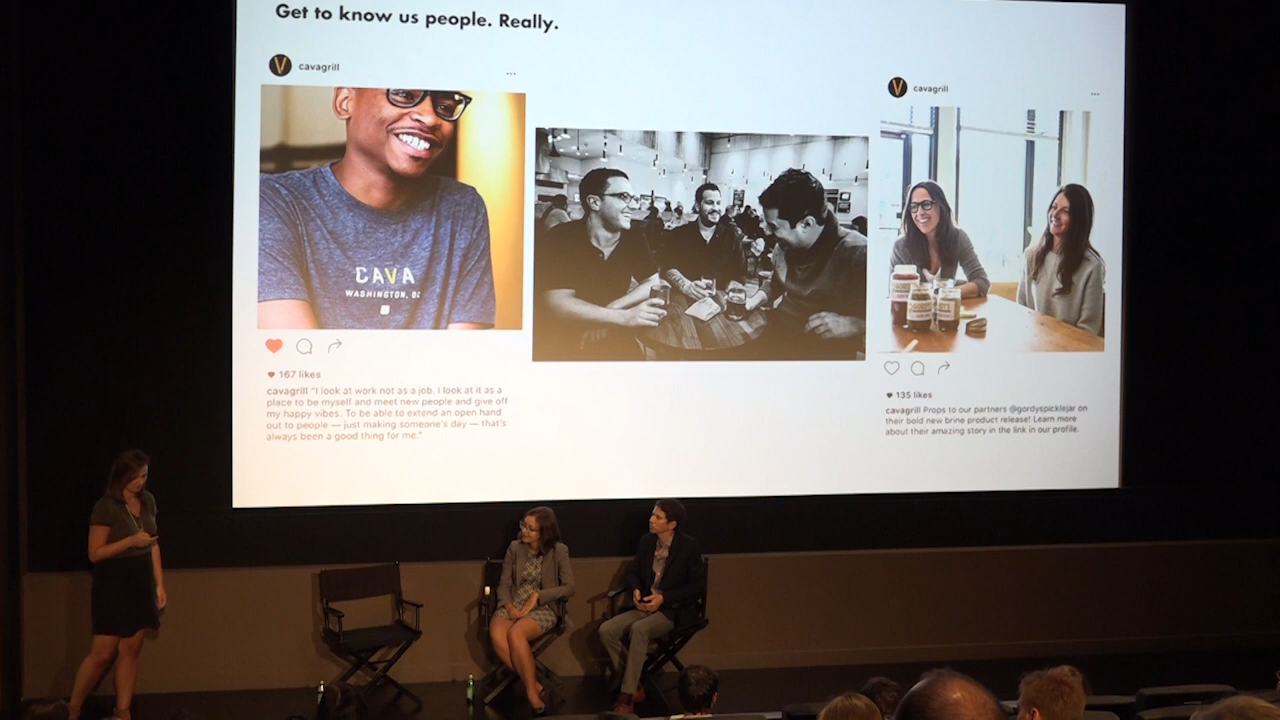 Get to know us people. Really.
cavagrill
CAVA
WASHINGTON, DC
167 likes
cavagrill "I look at work not as a job. I look at it as a
place to be myself and meet new people and give off
my happy vibes. To be able to extend an open hand
out to people — just making someone's day — that's
always been a good thing for me."
cavagrill
135 likes
cavagrill Props to our partners @gordyspicklejar on
their bold new brine product release! Learn more
about their amazing story in the link in our profile.